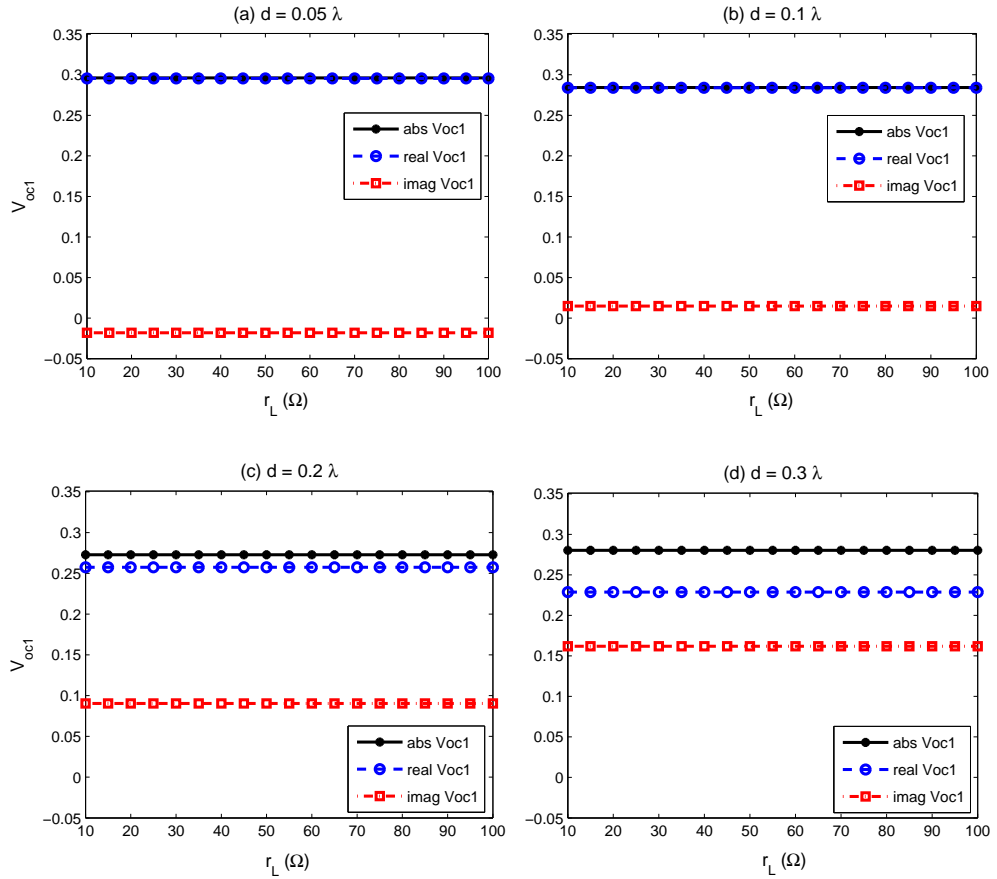 (a) d = 0.05 λ
0.35
0.3
0.25
0.2
0.15
0.1
0.05
0
−0.05
V_oc1
abs Voc1
real Voc1
imag Voc1
10 20 30 40 50 60 70 80 90 100
r_L (Ω)
(b) d = 0.1 λ
0.35
0.3
0.25
0.2
0.15
0.1
0.05
0
−0.05
abs Voc1
real Voc1
imag Voc1
10 20 30 40 50 60 70 80 90 100
r_L (Ω)
(c) d = 0.2 λ
0.35
0.3
0.25
0.2
0.15
0.1
0.05
0
−0.05
V_oc1
abs Voc1
real Voc1
imag Voc1
10 20 30 40 50 60 70 80 90 100
r_L (Ω)
(d) d = 0.3 λ
0.35
0.3
0.25
0.2
0.15
0.1
0.05
0
−0.05
abs Voc1
real Voc1
imag Voc1
10 20 30 40 50 60 70 80 90 100
r_L (Ω)